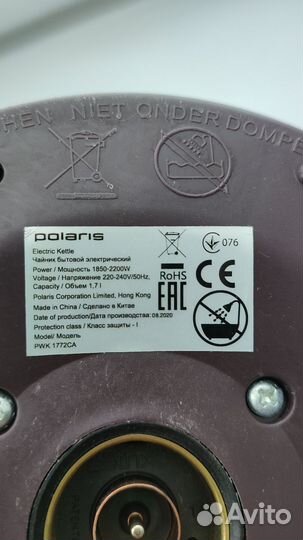 HEN NIET ONDER DOMPE
polaris
Electric Kettle
Чайник бытовой электрический
Power / Мощность 1850-2200W
Voltage / Напряжение 220-240V/50Hz,
Capacity / Объем 1,7 l
Polaris Corporation Limited, Hong Kong
Made in China / Сделано в Китае
Date of production/Дата производства: 08.2020
Protection class / Класс защиты - I
Model/ Модель
PWK 1772CA
076
RoHS
CE
EAC
Avito